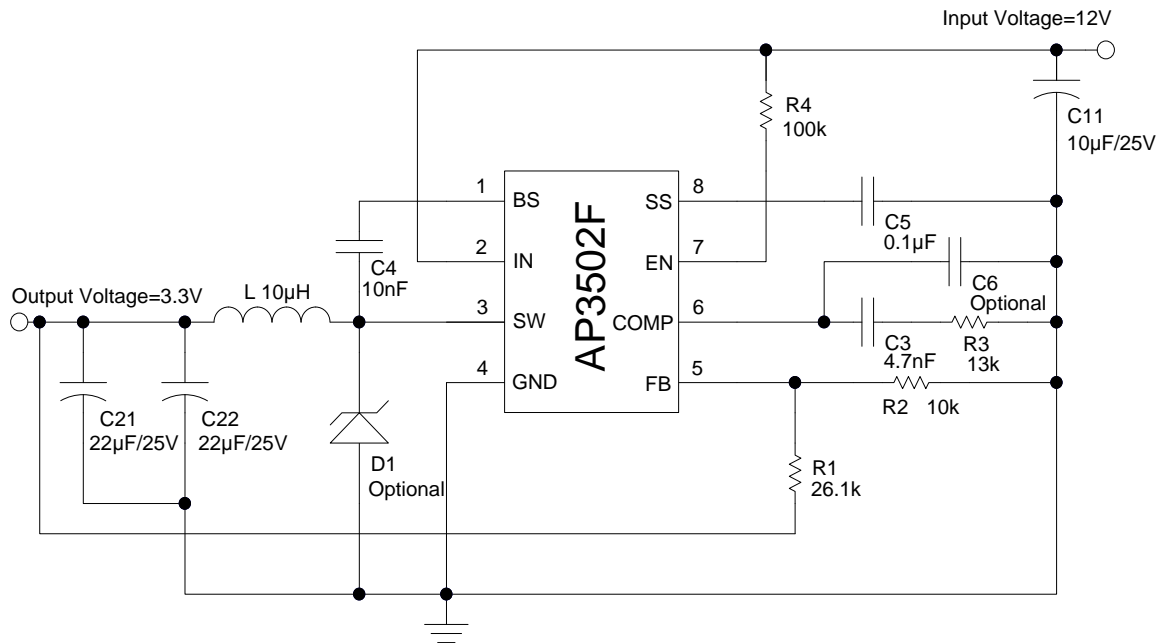 Input Voltage=12V
R4
100k
C11
10µF/25V
1
BS
SS
8
C5
0.1µF
AP3502F
2
IN
EN
7
C4
10nF
C6
Optional
Output Voltage=3.3V
L 10µH
3
SW
COMP
6
C3
4.7nF
R3
13k
4
GND
FB
5
R2 10k
C21
22µF/25V
C22
22µF/25V
D1
Optional
R1
26.1k